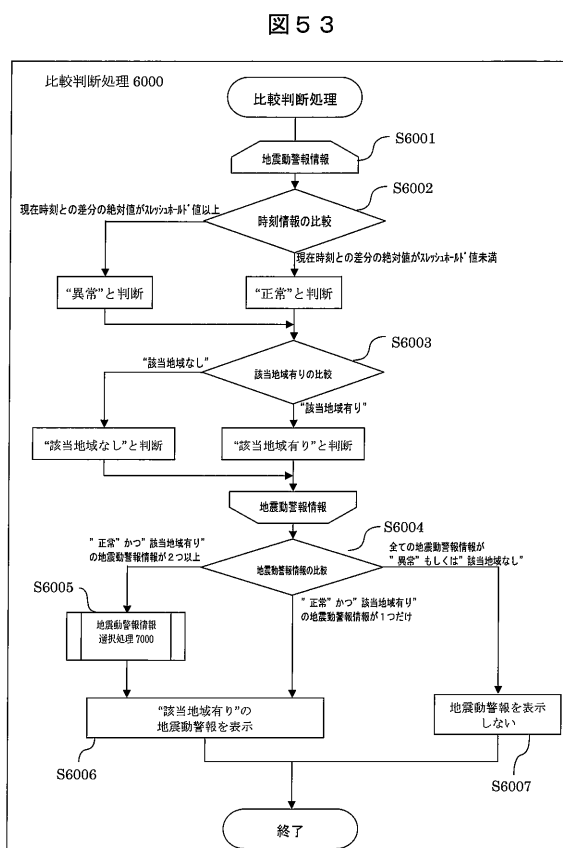 図５３
比較判断処理 6000
比較判断処理
地震動警報情報
S6001
S6002
現在時刻との差分の絶対値がｽﾚｯｼｭﾎｰﾙﾄﾞ値以上
時刻情報の比較
現在時刻との差分の絶対値がｽﾚｯｼｭﾎｰﾙﾄﾞ値未満
“異常”と判断
“正常”と判断
S6003
“該当地域なし”
該当地域有りの比較
“該当地域有り”
“該当地域なし”と判断
“該当地域有り”と判断
地震動警報情報
S6004
”正常”かつ”該当地域有り”
の地震動警報情報が２つ以上
全ての地震動警報情報が
”異常”もしくは”該当地域なし”
地震動警報情報の比較
S6005
”正常”かつ”該当地域有り”
の地震動警報情報が１つだけ
地震動警報情報
選択処理 7000
“該当地域有り”の
地震動警報を表示
地震動警報を表示
しない
S6006
S6007
終了